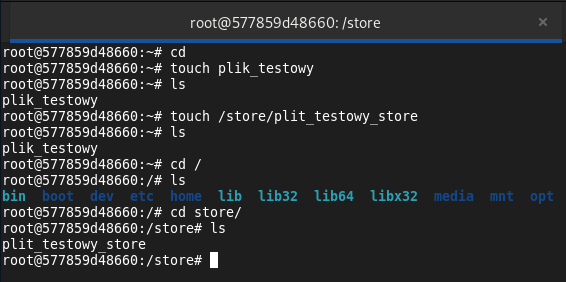 root@577859d48660: /store
root@577859d48660:~# cd
root@577859d48660:~# touch plik_testowy
root@577859d48660:~# ls
plik_testowy
root@577859d48660:~# touch /store/plit_testowy_store
root@577859d48660:~# ls
plik_testowy
root@577859d48660:~# cd /
root@577859d48660:/# ls
bin  boot  dev  etc  home  lib  lib32  lib64  libx32  media  mnt  opt
root@577859d48660:/# cd store/
root@577859d48660:/store# ls
plit_testowy_store
root@577859d48660:/store#